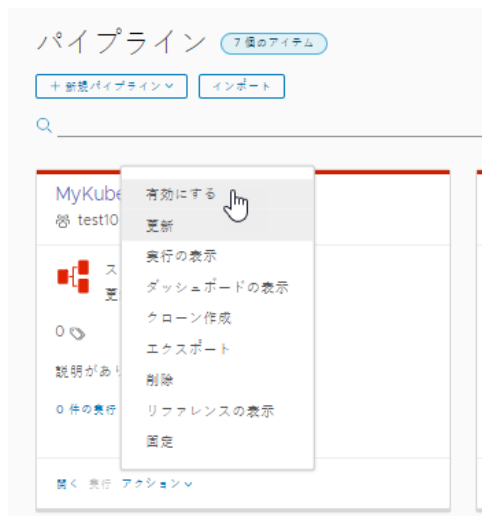 パイプライン 7 個のアイテム
+ 新規パイプライン インポート
MyKube
test10
有効にする
更新
実行の表示
ダッシュボードの表示
クローン作成
エクスポート
削除
リファレンスの表示
固定
ス
更
0
説明があり
0 件の実行
開く 実行 アクション